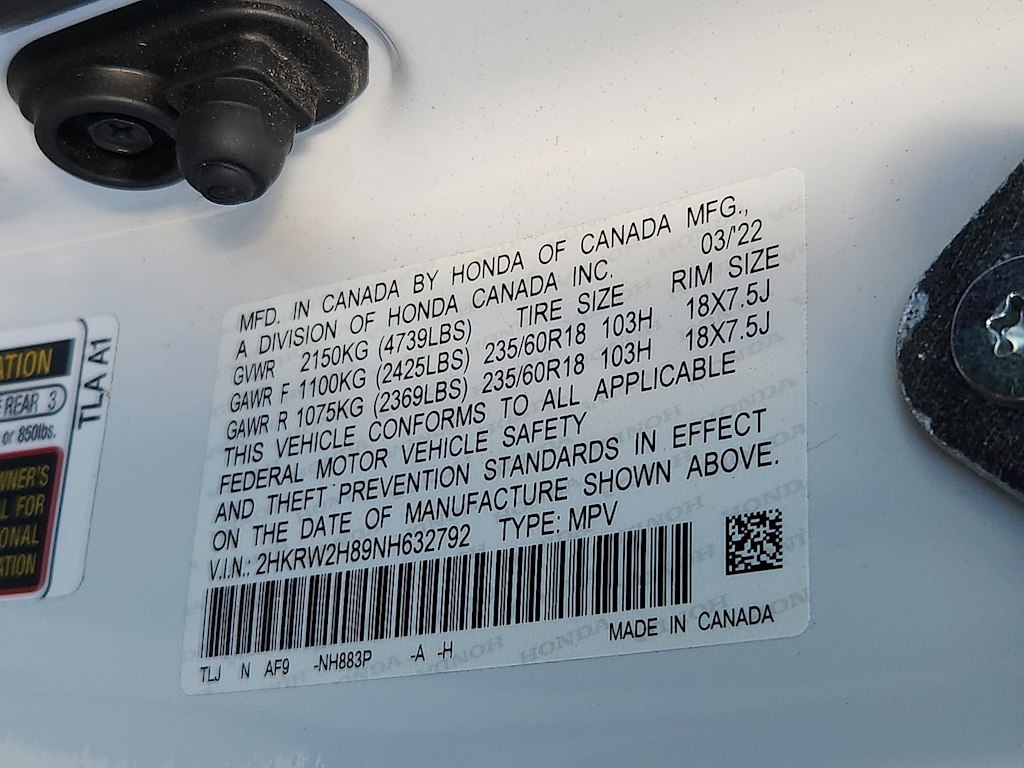 MFD. IN CANADA BY HONDA OF CANADA MFG.,
A DIVISION OF HONDA CANADA INC. 03/'22
GVWR 2150KG (4739LBS) TIRE SIZE RIM SIZE
GAWR F 1100KG (2425LBS) 235/60R18 103H 18X7.5J
GAWR R 1075KG (2369LBS) 235/60R18 103H 18X7.5J
THIS VEHICLE CONFORMS TO ALL APPLICABLE
FEDERAL MOTOR VEHICLE SAFETY
AND THEFT PREVENTION STANDARDS IN EFFECT
ON THE DATE OF MANUFACTURE SHOWN ABOVE.
V.I.N.: 2HKRW2H89NH632792 TYPE: MPV
TLJ N AF9 -NH883P -A -H
MADE IN CANADA
TLA A1
REAR 3
or 850lbs.
FOR